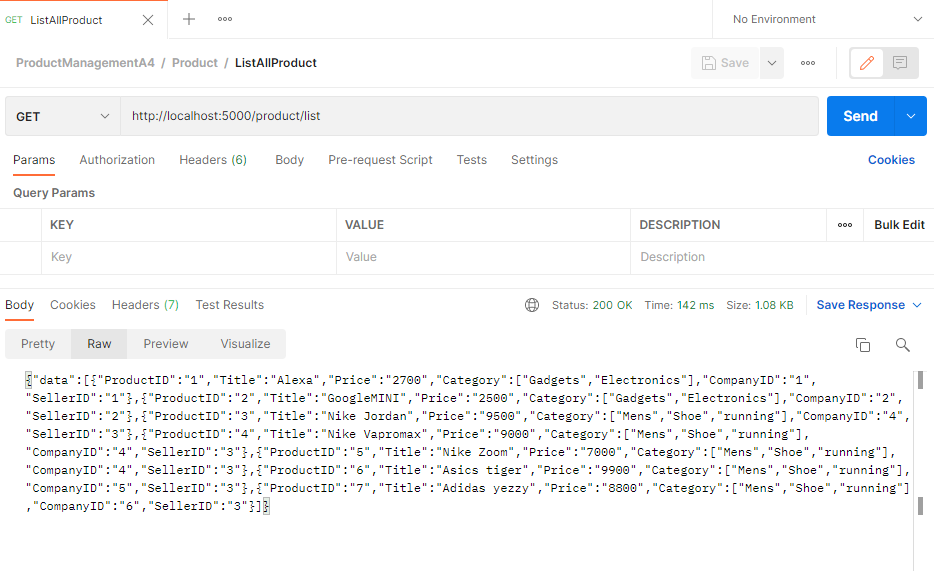 GET ListAllProduct No Environment
ProductManagementA4 / Product / ListAllProduct Save
GET http://localhost:5000/product/list Send
Params Authorization Headers (6) Body Pre-request Script Tests Settings Cookies
Query Params
KEY VALUE DESCRIPTION Bulk Edit
Key Value Description
Body Cookies Headers (7) Test Results Status: 200 OK Time: 142 ms Size: 1.08 KB Save Response
Pretty Raw Preview Visualize
{"data":[{"ProductID":"1","Title":"Alexa","Price":"2700","Category":["Gadgets","Electronics"],"CompanyID":"1",
"SellerID":"1"},{"ProductID":"2","Title":"GoogleMINI","Price":"2500","Category":["Gadgets","Electronics"],"CompanyID":"2",
"SellerID":"2"},{"ProductID":"3","Title":"Nike Jordan","Price":"9500","Category":["Mens","Shoe","running"],"CompanyID":"4",
"SellerID":"3"},{"ProductID":"4","Title":"Nike Vapromax","Price":"9000","Category":["Mens","Shoe","running"],
"CompanyID":"4","SellerID":"3"},{"ProductID":"5","Title":"Nike Zoom","Price":"7000","Category":["Mens","Shoe","running"],
"CompanyID":"4","SellerID":"3"},{"ProductID":"6","Title":"Asics tiger","Price":"9900","Category":["Mens","Shoe","running"],
"CompanyID":"5","SellerID":"3"},{"ProductID":"7","Title":"Adidas yezzy","Price":"8800","Category":["Mens","Shoe","running"]
,"CompanyID":"6","SellerID":"3"}]}